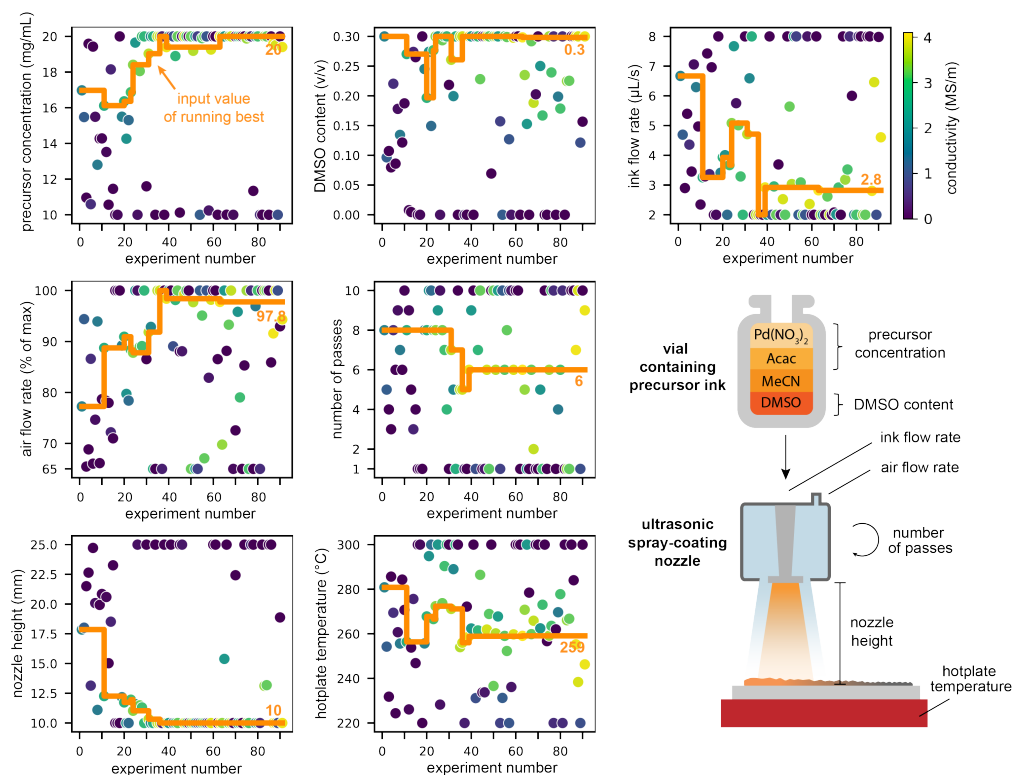 precursor concentration (mg/mL)
20
18
16
14
12
10
20
input value
of running best
0
20
40
60
80
experiment number
DMSO content (v/v)
0.30
0.25
0.20
0.15
0.10
0.05
0.00
0.3
0
20
40
60
80
experiment number
ink flow rate (µL/s)
8
7
6
5
4
3
2
2.8
0
20
40
60
80
experiment number
4
3
2
1
0
conductivity (MS/m)
air flow rate (% of max)
100
90
80
70
65
97.8
0
20
40
60
80
experiment number
number of passes
10
8
6
4
2
1
6
0
20
40
60
80
experiment number
nozzle height (mm)
25.0
22.5
20.0
17.5
15.0
12.5
10.0
10
0
20
40
60
80
experiment number
hotplate temperature (°C)
300
280
260
240
220
259
0
20
40
60
80
experiment number
vial
containing
precursor ink
Pd(NO3)2
Acac
MeCN
DMSO
precursor
concentration
DMSO content
ink flow rate
air flow rate
ultrasonic
spray-coating
nozzle
number
of passes
nozzle
height
hotplate
temperature